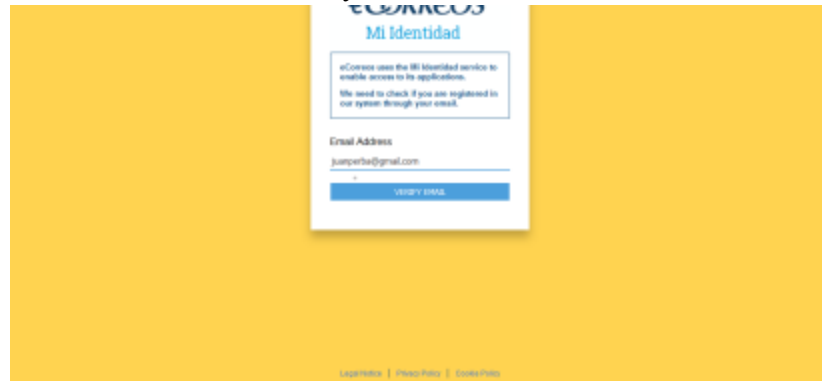 eCORREOS
Mi Identidad
eCorreos uses the Mi Identidad service to
enable access to its applications.
We need to check if you are registered in
our system through your email.
Email Address
juanperba@gmail.com
VERIFY EMAIL
Legal Notice | Privacy Policy | Cookie Policy